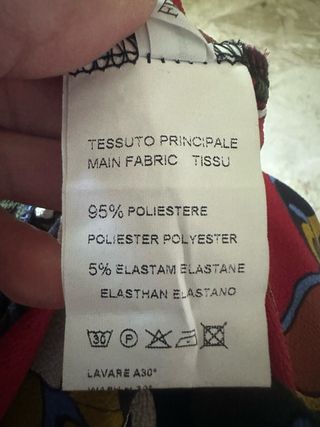 TESSUTO PRINCIPALE
MAIN FABRIC TISSU
95% POLIESTERE
POLIESTER POLYESTER
5% ELASTAM ELASTANE
ELASTHAN ELASTANO
30 P
LAVARE A30°